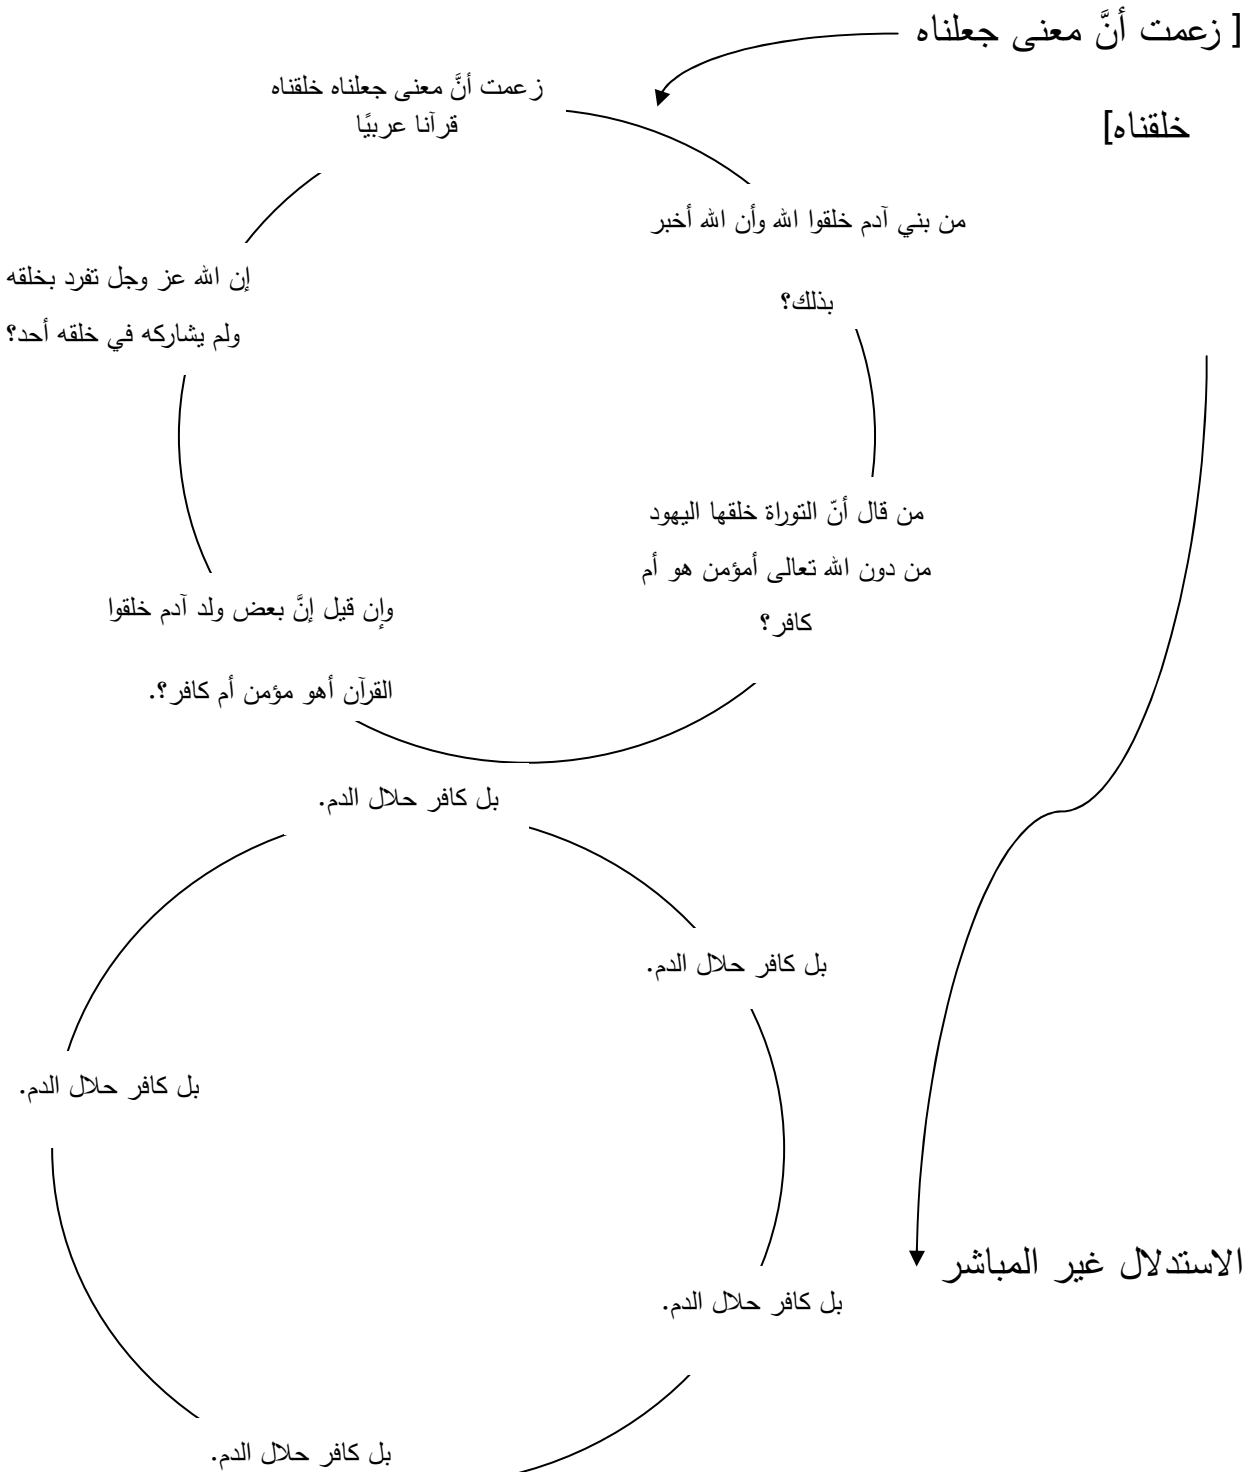 [ زعمت أنَّ معنى جعلناه
خلقناه]
زعمت أنَّ معنى جعلناه خلقناه
قرآنا عربيًا
من بني آدم خلقوا الله وأن الله أخبر
بذلك؟
إن الله عز وجل تفرد بخلقه
ولم يشاركه في خلقه أحد؟
من قال أنّ التوراة خلقها اليهود
من دون الله تعالى أمؤمن هو أم
كافر؟
وإن قيل إنَّ بعض ولد آدم خلقوا
القرآن أهو مؤمن أم كافر؟.
بل كافر حلال الدم.
بل كافر حلال الدم.
بل كافر حلال الدم.
الاستدلال غير المباشر
بل كافر حلال الدم.
بل كافر حلال الدم.